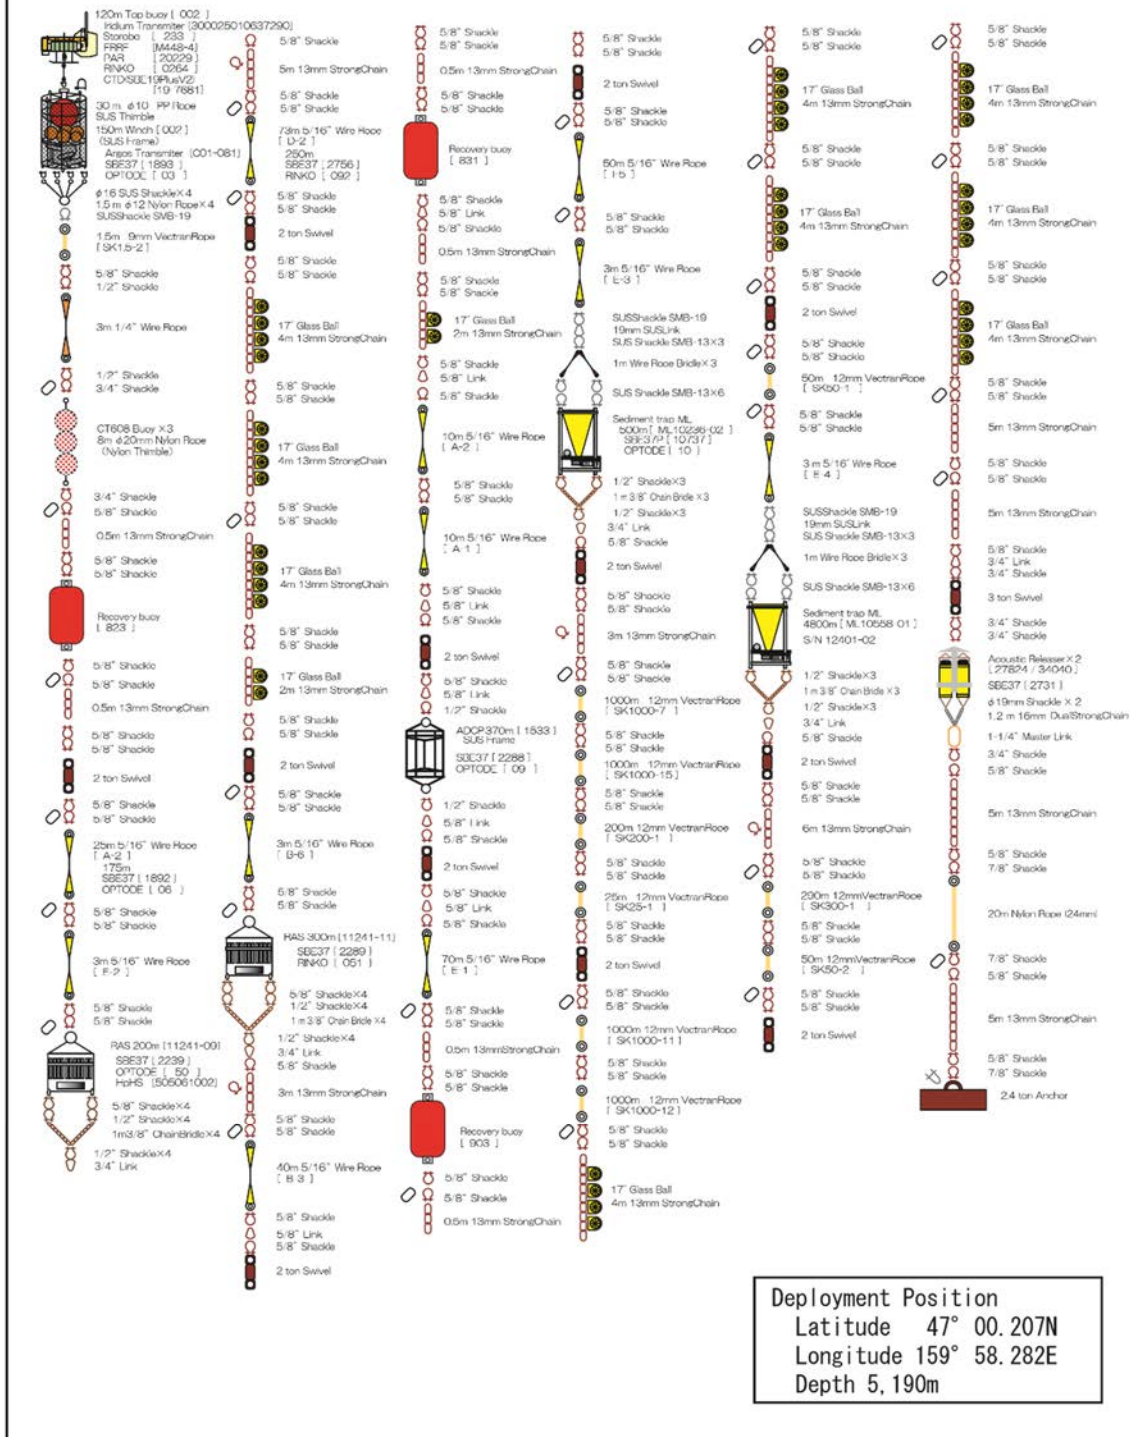 120m Top buoy [ 002 ]
Iridium Transmiter [300025010637290]
Storobo [ 233 ]
FRRF [M448-4]
PAR [ 20229 ]
RINKO [ 0264 ]
CTD(SBE19PlusV2)
[19-7681]
30 m φ10 PP Rope
SUS Thimble
150m Winch [ 002 ]
(SUS Frame)
Argos Transmiter [C01-081]
SBE37 [ 1893 ]
OPTODE [ 03 ]
φ16 SUS Shackle×4
1.5 m φ12 Nylon Rope×4
SUSShackle SMB-19
1.5m 9mm VectranRope
[ SK1.5-2 ]
5/8" Shackle
1/2" Shackle
3m 1/4" Wire Rope
1/2" Shackle
3/4" Shackle
CT608 Buoy ×3
8m φ20mm Nylon Rope
(Nylon Thimble)
3/4" Shackle
5/8" Shackle
0.5m 13mm StrongChain
5/8" Shackle
5/8" Shackle
Recovery buoy
[ 823 ]
5/8" Shackle
5/8" Shackle
0.5m 13mm StrongChain
5/8" Shackle
5/8" Shackle
2 ton Swivel
5/8" Shackle
5/8" Shackle
25m 5/16" Wire Rope
[ A-2 ]
175m
SBE37 [ 1892 ]
OPTODE [ 06 ]
5/8" Shackle
5/8" Shackle
3m 5/16" Wire Rope
[ E-2 ]
5/8" Shackle
5/8" Shackle
RAS 200m [11241-09]
SBE37 [ 2239 ]
OPTODE [ 50 ]
HpHS [505061002]
5/8" Shackle×4
1/2" Shackle×4
1m3/8" ChainBridle×4
1/2" Shackle×4
3/4" Link
5/8" Shackle
5m 13mm StrongChain
5/8" Shackle
5/8" Shackle
73m 5/16" Wire Rope
[ D-2 ]
250m
SBE37 [ 2756 ]
RINKO [ 092 ]
5/8" Shackle
5/8" Shackle
2 ton Swivel
5/8" Shackle
5/8" Shackle
17" Glass Ball
4m 13mm StrongChain
5/8" Shackle
5/8" Shackle
17" Glass Ball
4m 13mm StrongChain
5/8" Shackle
5/8" Shackle
17" Glass Ball
4m 13mm StrongChain
5/8" Shackle
5/8" Shackle
17" Glass Ball
2m 13mm StrongChain
5/8" Shackle
5/8" Shackle
2 ton Swivel
5/8" Shackle
5/8" Shackle
3m 5/16" Wire Rope
[ B-6 ]
5/8" Shackle
5/8" Shackle
RAS 300m [11241-11]
SBE37 [ 2289 ]
RINKO [ 051 ]
5/8" Shackle×4
1/2" Shackle×4
1 m 3/8" Chain Bridle ×4
1/2" Shackle×4
3/4" Link
5/8" Shackle
3m 13mm StrongChain
5/8" Shackle
5/8" Shackle
40m 5/16" Wire Rope
[ B-3 ]
5/8" Shackle
5/8" Link
5/8" Shackle
2 ton Swivel
5/8" Shackle
5/8" Shackle
0.5m 13mm StrongChain
5/8" Shackle
5/8" Shackle
Recovery buoy
[ 831 ]
5/8" Shackle
5/8" Link
5/8" Shackle
0.5m 13mm StrongChain
5/8" Shackle
5/8" Shackle
17" Glass Ball
2m 13mm StrongChain
5/8" Shackle
5/8" Link
5/8" Shackle
10m 5/16" Wire Rope
[ A-2 ]
5/8" Shackle
5/8" Shackle
10m 5/16" Wire Rope
[ A-1 ]
5/8" Shackle
5/8" Link
5/8" Shackle
2 ton Swivel
5/8" Shackle
5/8" Link
1/2" Shackle
ADCP370m [ 1533 ]
SUS Frame
SBE37 [ 2288 ]
OPTODE [ 09 ]
1/2" Shackle
5/8" Link
5/8" Shackle
2 ton Swivel
5/8" Shackle
5/8" Link
5/8" Shackle
70m 5/16" Wire Rope
[ E-1 ]
5/8" Shackle
5/8" Shackle
0.5m 13mmStrongChain
5/8" Shackle
5/8" Shackle
Recovery buoy
[ 903 ]
5/8" Shackle
5/8" Shackle
0.5m 13mm StrongChain
5/8" Shackle
5/8" Shackle
2 ton Swivel
5/8" Shackle
5/8" Shackle
50m 5/16" Wire Rope
[ I-5 ]
5/8" Shackle
5/8" Shackle
3m 5/16" Wire Rope
[ E-3 ]
SUSShackle SMB-19
19mm SUSLink
SUS Shackle SMB-13×3
1m Wire Rope Bridle×3
SUS Shackle SMB-13×6
Sediment trap ML
500m [ ML10236-02 ]
SBE37P [ 10737 ]
OPTODE [ 10 ]
1/2" Shackle×3
1 m 3/8" Chain Bridle ×3
1/2" Shackle×3
3/4" Link
5/8" Shackle
2 ton Swivel
5/8" Shackle
5/8" Shackle
3m 13mm StrongChain
5/8" Shackle
5/8" Shackle
1000m 12mm VectranRope
[ SK1000-7 ]
5/8" Shackle
5/8" Shackle
1000m 12mm VectranRope
[ SK1000-15 ]
5/8" Shackle
5/8" Shackle
200m 12mm VectranRope
[ SK200-1 ]
5/8" Shackle
5/8" Shackle
25m 12mm VectranRope
[ SK25-1 ]
5/8" Shackle
5/8" Shackle
2 ton Swivel
5/8" Shackle
5/8" Shackle
1000m 12mm VectranRope
[ SK1000-11 ]
5/8" Shackle
5/8" Shackle
1000m 12mm VectranRope
[ SK1000-12 ]
5/8" Shackle
5/8" Shackle
17" Glass Ball
4m 13mm StrongChain
5/8" Shackle
5/8" Shackle
17" Glass Ball
4m 13mm StrongChain
5/8" Shackle
5/8" Shackle
17" Glass Ball
4m 13mm StrongChain
5/8" Shackle
5/8" Shackle
2 ton Swivel
5/8" Shackle
5/8" Shackle
50m 12mm VectranRope
[ SK50-1 ]
5/8" Shackle
5/8" Shackle
3 m 5/16" Wire Rope
[ E-4 ]
SUSShackle SMB-19
19mm SUSLink
SUS Shackle SMB-13×3
1m Wire Rope Bridle×3
SUS Shackle SMB-13×6
Sediment trap ML
4800m [ ML10558-01 ]
S/N 12401-02
1/2" Shackle×3
1 m 3/8" Chain Bridle ×3
1/2" Shackle×3
3/4" Link
5/8" Shackle
2 ton Swivel
5/8" Shackle
5/8" Shackle
6m 13mm StrongChain
5/8" Shackle
5/8" Shackle
290m 12mmVectranRope
[ SK300-1 ]
5/8" Shackle
5/8" Shackle
50m 12mmVectranRope
[ SK50-2 ]
5/8" Shackle
5/8" Shackle
2 ton Swivel
5/8" Shackle
5/8" Shackle
17" Glass Ball
4m 13mm StrongChain
5/8" Shackle
5/8" Shackle
17" Glass Ball
4m 13mm StrongChain
5/8" Shackle
5/8" Shackle
17" Glass Ball
4m 13mm StrongChain
5/8" Shackle
5/8" Shackle
5m 13mm StrongChain
5/8" Shackle
5/8" Shackle
5m 13mm StrongChain
5/8" Shackle
3/4" Link
3/4" Shackle
3 ton Swivel
3/4" Shackle
3/4" Shackle
Acoustic Releaser×2
[27824 / 34040]
SBE37 [ 2731 ]
φ19mm Shackle × 2
1.2 m 16mm DualStrongChain
1-1/4" Master Link
3/4" Shackle
5/8" Shackle
5m 13mm StrongChain
5/8" Shackle
7/8" Shackle
20m Nylon Rope (24mm)
7/8" Shackle
5/8" Shackle
5m 13mm StrongChain
5/8" Shackle
7/8" Shackle
2.4 ton Anchor
Deployment Position
Latitude 47° 00.207N
Longitude 159° 58.282E
Depth 5,190m